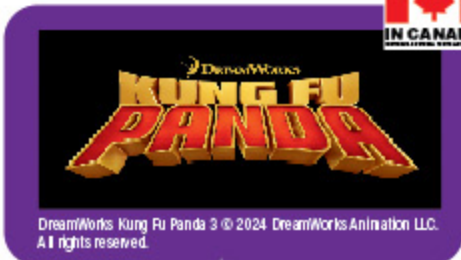 IN CANA
DREAMWORKS
KUNG FU
PANDA
DreamWorks Kung Fu Panda 3 © 2024 DreamWorks Animation LLC.
All rights reserved.